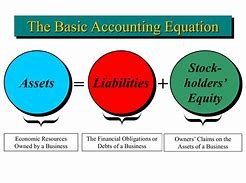 The Basic Accounting Equation
Assets
=
Liabilities
+
Stock-
holders'
Equity
Economic Resources
Owned by a Business
The Financial Obligations or
Debts of a Business
Owners' Claims on the
Assets of a Business